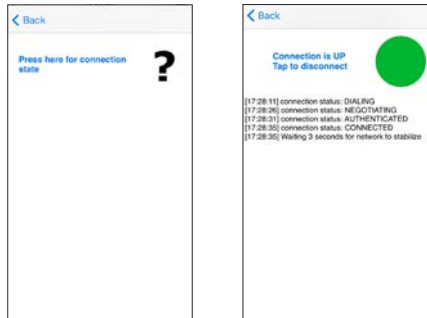 Back
Press here for connection
state
?
Back
Connection is UP
Tap to disconnect
[17:28:11] connection status: DIALING
[17:28:26] connection status: NEGOTIATING
[17:28:31] connection status: AUTHENTICATED
[17:28:35] connection status: CONNECTED
[17:28:35] Waiting 3 seconds for network to stabilize